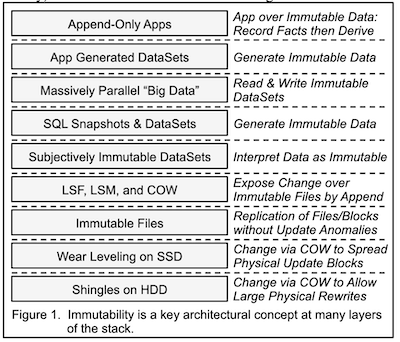 Append-Only Apps
App over Immutable Data:
Record Facts then Derive
App Generated DataSets
Generate Immutable Data
Massively Parallel “Big Data”
Read & Write Immutable
DataSets
SQL Snapshots & DataSets
Generate Immutable Data
Subjectively Immutable DataSets
Interpret Data as Immutable
LSF, LSM, and COW
Expose Change over
Immutable Files by Append
Immutable Files
Replication of Files/Blocks
without Update Anomalies
Wear Leveling on SSD
Change via COW to Spread
Physical Update Blocks
Shingles on HDD
Change via COW to Allow
Large Physical Rewrites
Figure 1. Immutability is a key architectural concept at many layers
of the stack.